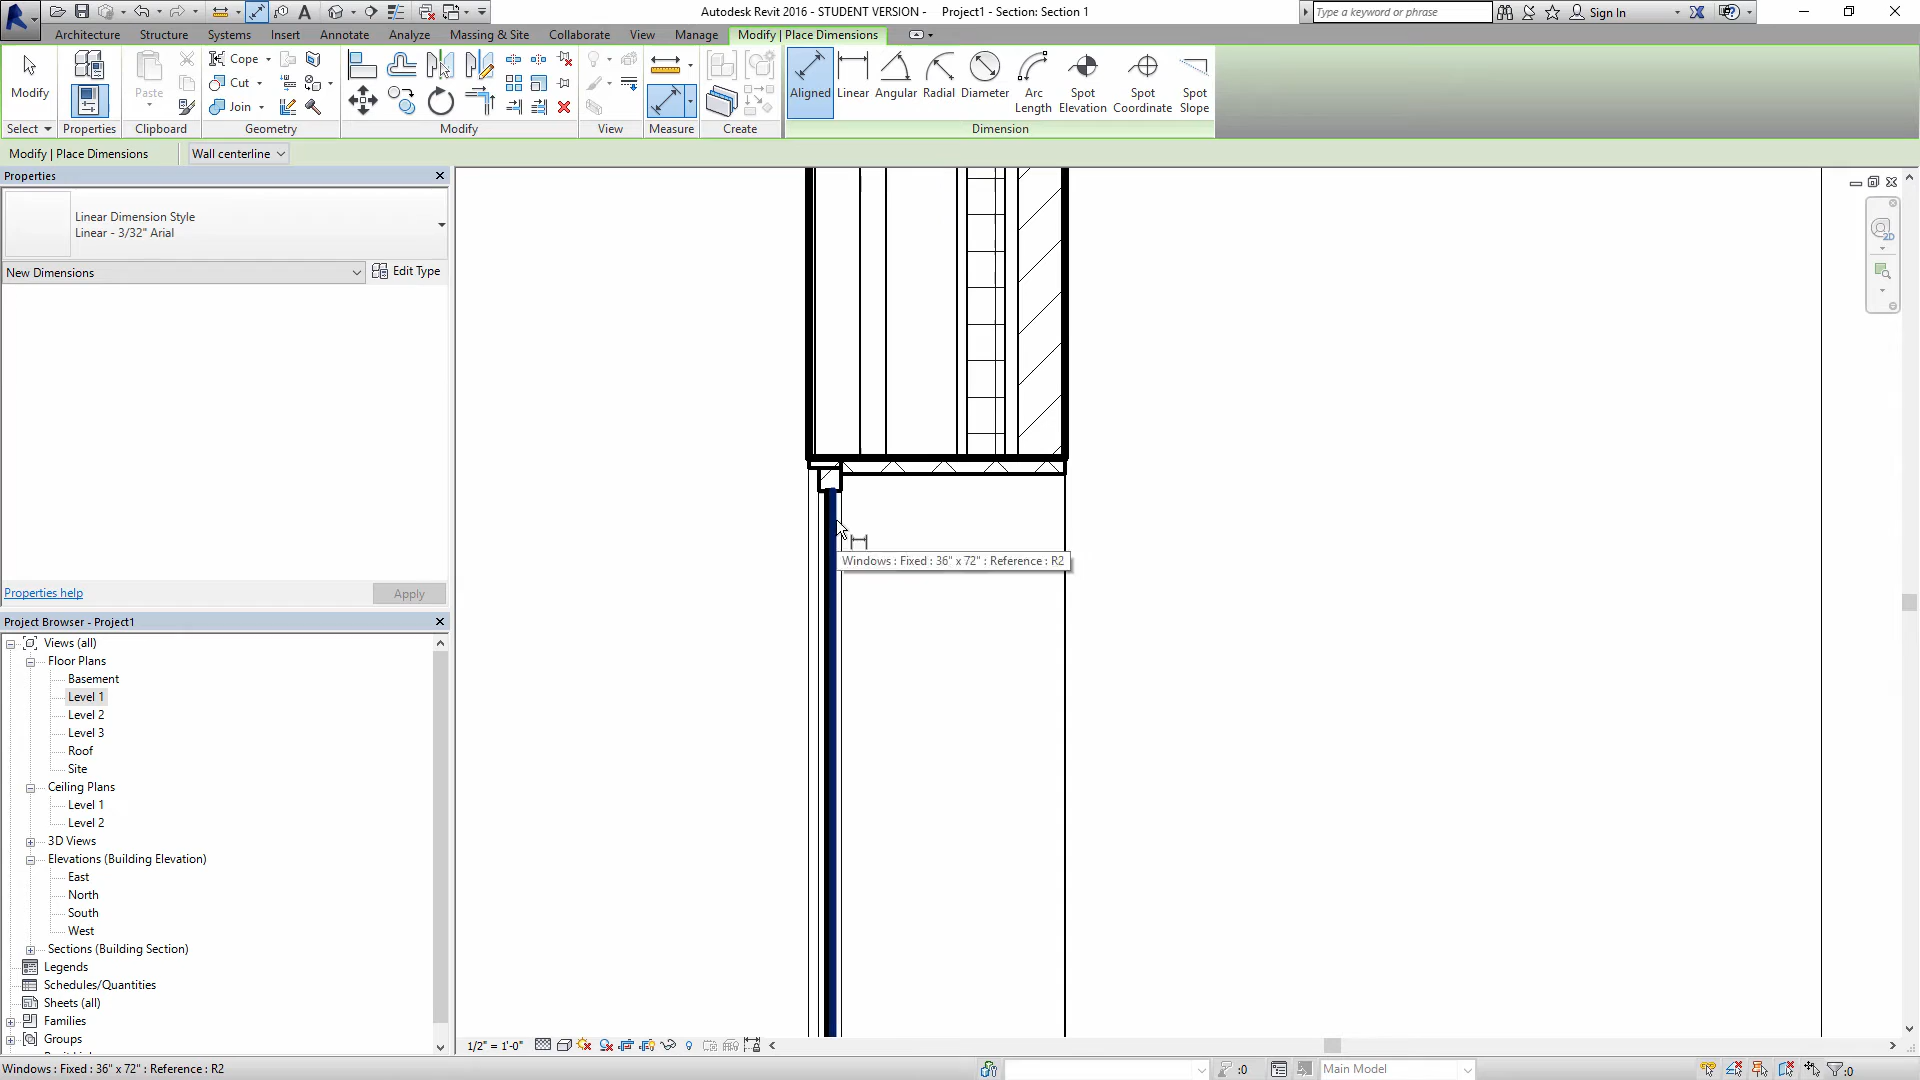 Autodesk Revit 2016 - STUDENT VERSION - Project1 - Section: Section 1
Type a keyword or phrase
Sign In
Architecture Structure Systems Insert Annotate Analyze Massing & Site Collaborate View Manage Modify | Place Dimensions
Modify
Paste
Cope
Cut
Join
Aligned Linear Angular Radial Diameter Arc Length Spot Elevation Spot Coordinate Spot Slope
Select Properties Clipboard Geometry Modify View Measure Create Dimension
Modify | Place Dimensions Wall centerline
Properties
Linear Dimension Style
Linear - 3/32" Arial
New Dimensions Edit Type
Windows : Fixed : 36" x 72" : Reference : R2
Properties help Apply
Project Browser - Project1
Views (all)
Floor Plans
Basement
Level 1
Level 2
Level 3
Roof
Site
Ceiling Plans
Level 1
Level 2
3D Views
Elevations (Building Elevation)
East
North
South
West
Sections (Building Section)
Legends
Schedules/Quantities
Sheets (all)
Families
Groups
1/2" = 1'-0"
Windows : Fixed : 36" x 72" : Reference : R2
:0
Main Model
:0